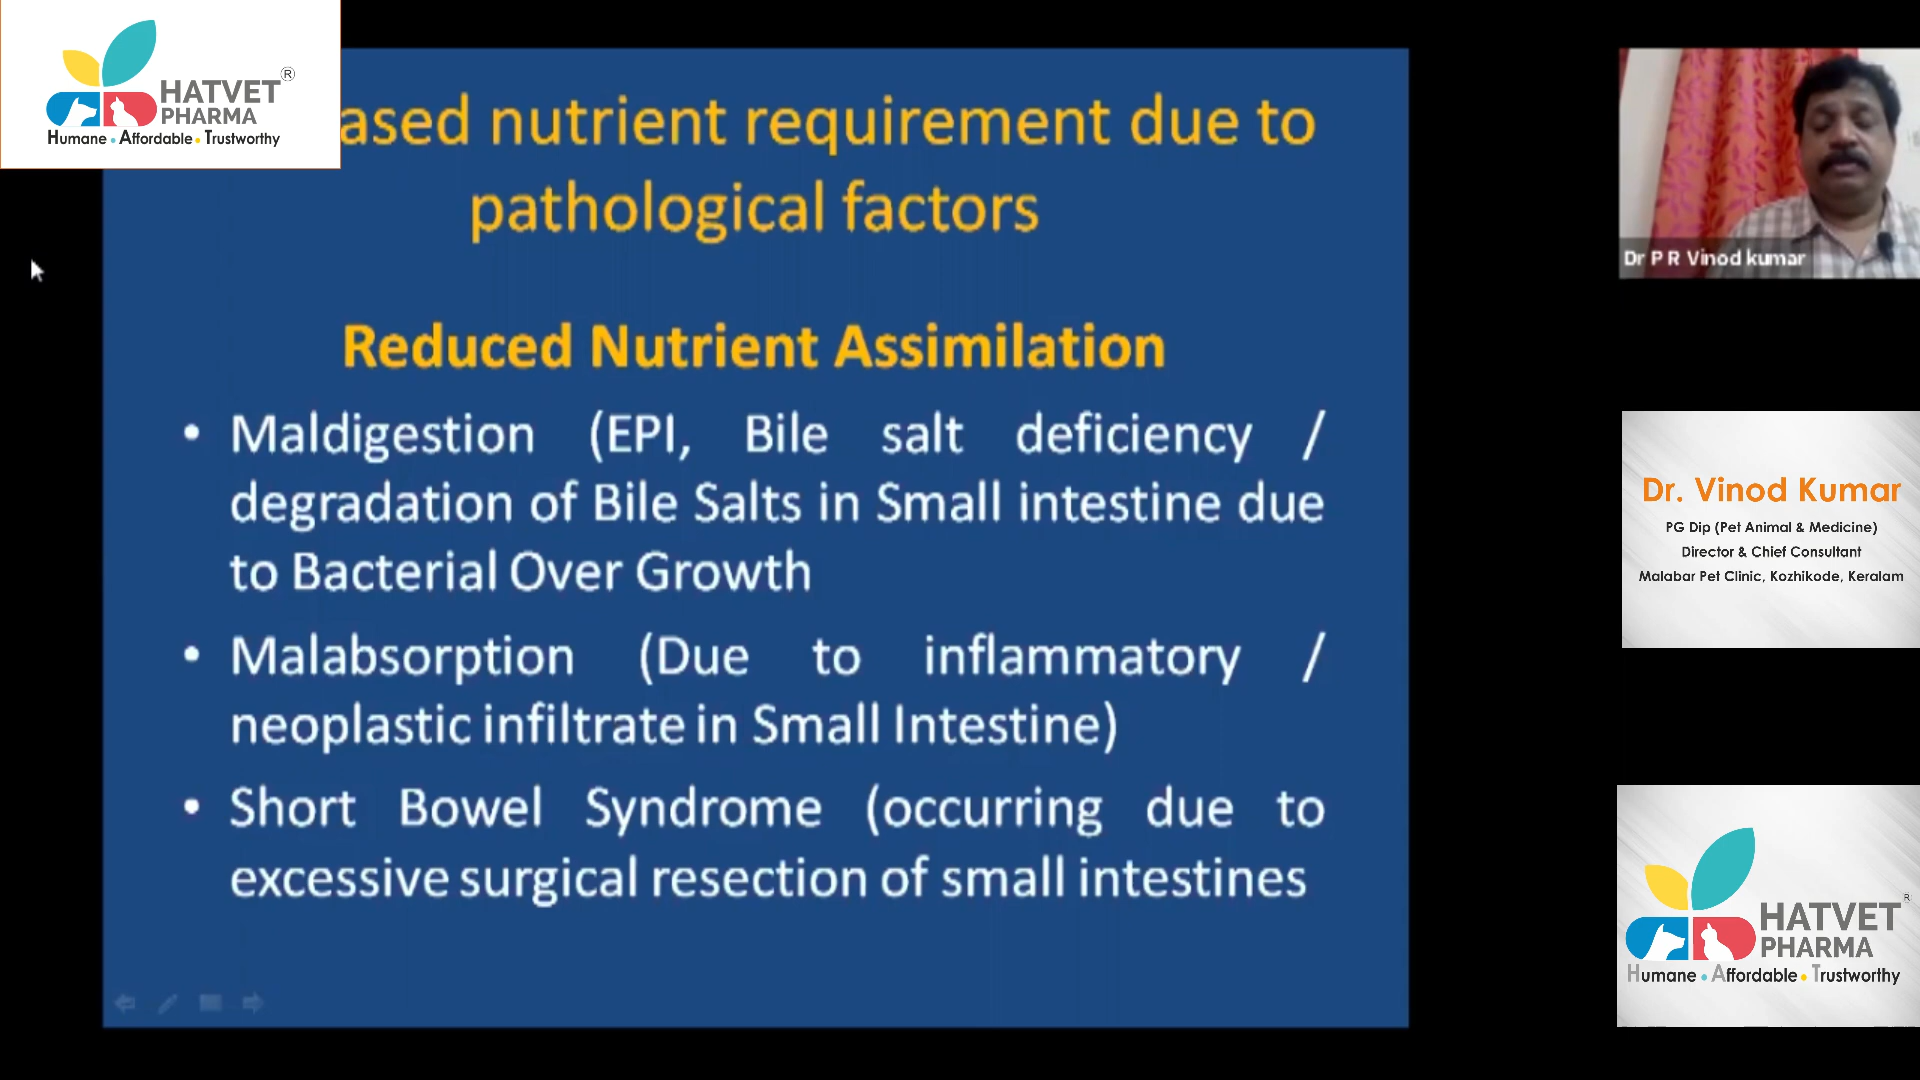 HATVET®
PHARMA
Humane • Affordable • Trustworthy
ased nutrient requirement due to
pathological factors
Reduced Nutrient Assimilation
• Maldigestion (EPI, Bile salt deficiency /
degradation of Bile Salts in Small intestine due
to Bacterial Over Growth
• Malabsorption (Due to inflammatory /
neoplastic infiltrate in Small Intestine)
• Short Bowel Syndrome (occurring due to
excessive surgical resection of small intestines
Dr P R Vinod kumar
Dr. Vinod Kumar
PG Dip (Pet Animal & Medicine)
Director & Chief Consultant
Malabar Pet Clinic, Kozhikode, Keralam
HATVET®
PHARMA
Humane • Affordable • Trustworthy